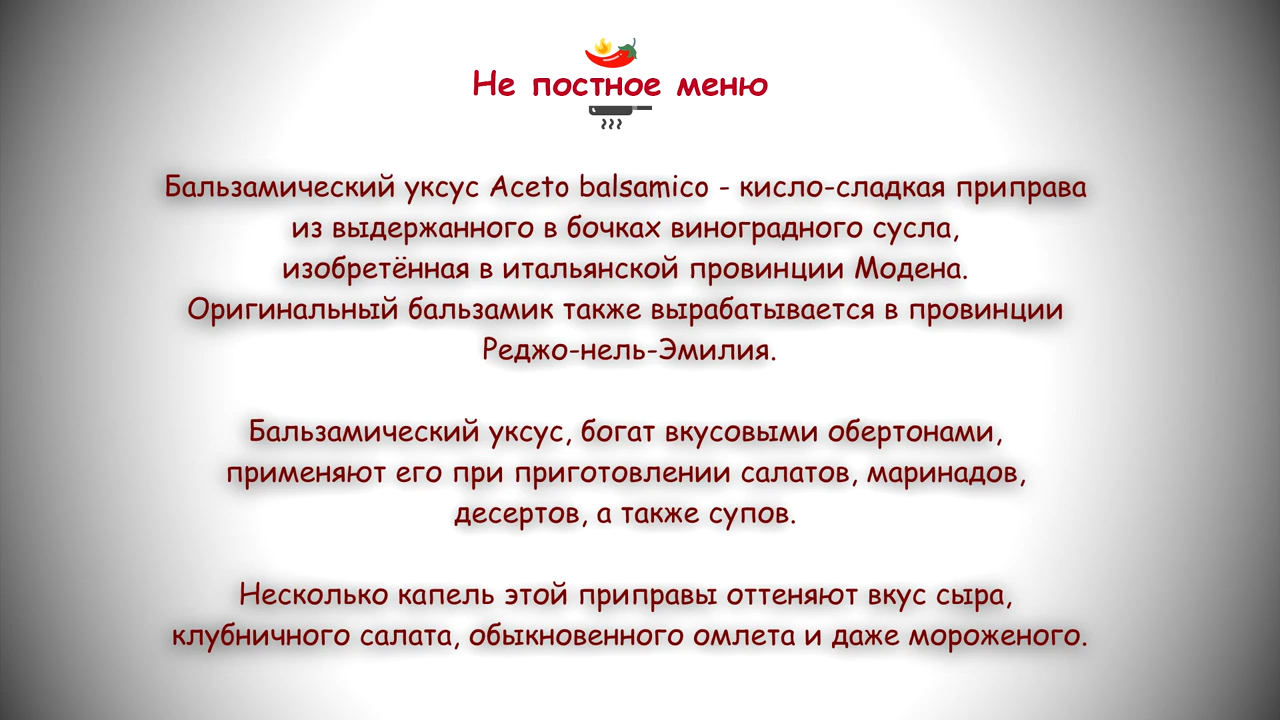 Не постное меню
Бальзамический уксус Aceto balsamico - кисло-сладкая приправа
из выдержанного в бочках виноградного сусла,
изобретённая в итальянской провинции Модена.
Оригинальный бальзамик также вырабатывается в провинции
Реджо-нель-Эмилия.
Бальзамический уксус, богат вкусовыми обертонами,
применяют его при приготовлении салатов, маринадов,
десертов, а также супов.
Несколько капель этой приправы оттеняют вкус сыра,
клубничного салата, обыкновенного омлета и даже мороженого.